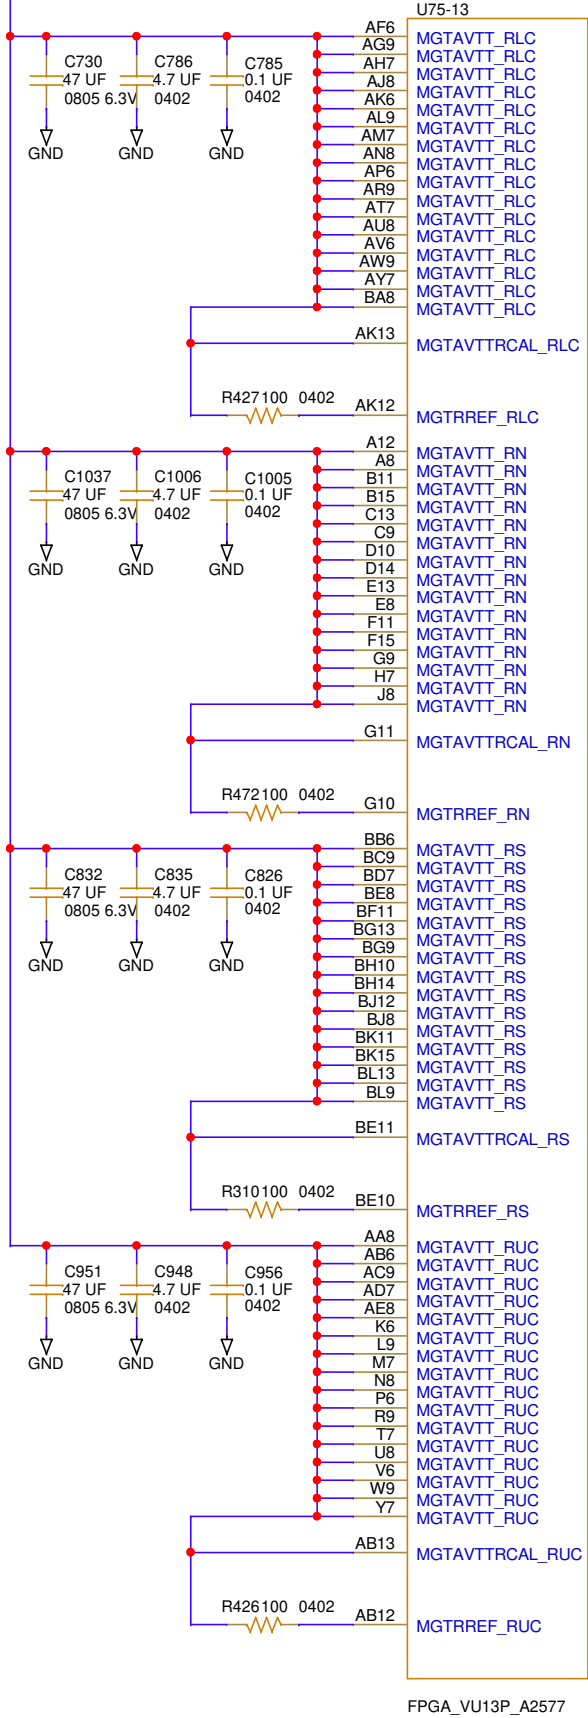 U75-13
AF6 MGTAVTT_RLC
AG9 MGTAVTT_RLC
AH7 MGTAVTT_RLC
AJ8 MGTAVTT_RLC
AK6 MGTAVTT_RLC
AL9 MGTAVTT_RLC
AM7 MGTAVTT_RLC
AN8 MGTAVTT_RLC
AP6 MGTAVTT_RLC
AR9 MGTAVTT_RLC
AT7 MGTAVTT_RLC
AU8 MGTAVTT_RLC
AV6 MGTAVTT_RLC
AW9 MGTAVTT_RLC
AY7 MGTAVTT_RLC
BA8 MGTAVTT_RLC
C730 C786 C785
47 UF 4.7 UF 0.1 UF
0805 6.3V 0402 0402
GND GND GND
AK13 MGTAVTTRCAL_RLC
R427 100 0402 AK12 MGTRREF_RLC
A12 MGTAVTT_RN
A8 MGTAVTT_RN
B11 MGTAVTT_RN
B15 MGTAVTT_RN
C13 MGTAVTT_RN
C9 MGTAVTT_RN
D10 MGTAVTT_RN
D14 MGTAVTT_RN
E13 MGTAVTT_RN
E8 MGTAVTT_RN
F11 MGTAVTT_RN
F15 MGTAVTT_RN
G9 MGTAVTT_RN
H7 MGTAVTT_RN
J8 MGTAVTT_RN
C1037 C1006 C1005
47 UF 4.7 UF 0.1 UF
0805 6.3V 0402 0402
GND GND GND
G11 MGTAVTTRCAL_RN
R472 100 0402 G10 MGTRREF_RN
BB6 MGTAVTT_RS
BC9 MGTAVTT_RS
BD7 MGTAVTT_RS
BE8 MGTAVTT_RS
BF11 MGTAVTT_RS
BG13 MGTAVTT_RS
BG9 MGTAVTT_RS
BH10 MGTAVTT_RS
BH14 MGTAVTT_RS
BJ12 MGTAVTT_RS
BJ8 MGTAVTT_RS
BK11 MGTAVTT_RS
BK15 MGTAVTT_RS
BL13 MGTAVTT_RS
BL9 MGTAVTT_RS
C832 C835 C826
47 UF 4.7 UF 0.1 UF
0805 6.3V 0402 0402
GND GND GND
BE11 MGTAVTTRCAL_RS
R310 100 0402 BE10 MGTRREF_RS
AA8 MGTAVTT_RUC
AB6 MGTAVTT_RUC
AC9 MGTAVTT_RUC
AD7 MGTAVTT_RUC
AE8 MGTAVTT_RUC
K6 MGTAVTT_RUC
L9 MGTAVTT_RUC
M7 MGTAVTT_RUC
N8 MGTAVTT_RUC
P6 MGTAVTT_RUC
R9 MGTAVTT_RUC
T7 MGTAVTT_RUC
U8 MGTAVTT_RUC
V6 MGTAVTT_RUC
W9 MGTAVTT_RUC
Y7 MGTAVTT_RUC
C951 C948 C956
47 UF 4.7 UF 0.1 UF
0805 6.3V 0402 0402
GND GND GND
AB13 MGTAVTTRCAL_RUC
R426 100 0402 AB12 MGTRREF_RUC
FPGA_VU13P_A2577